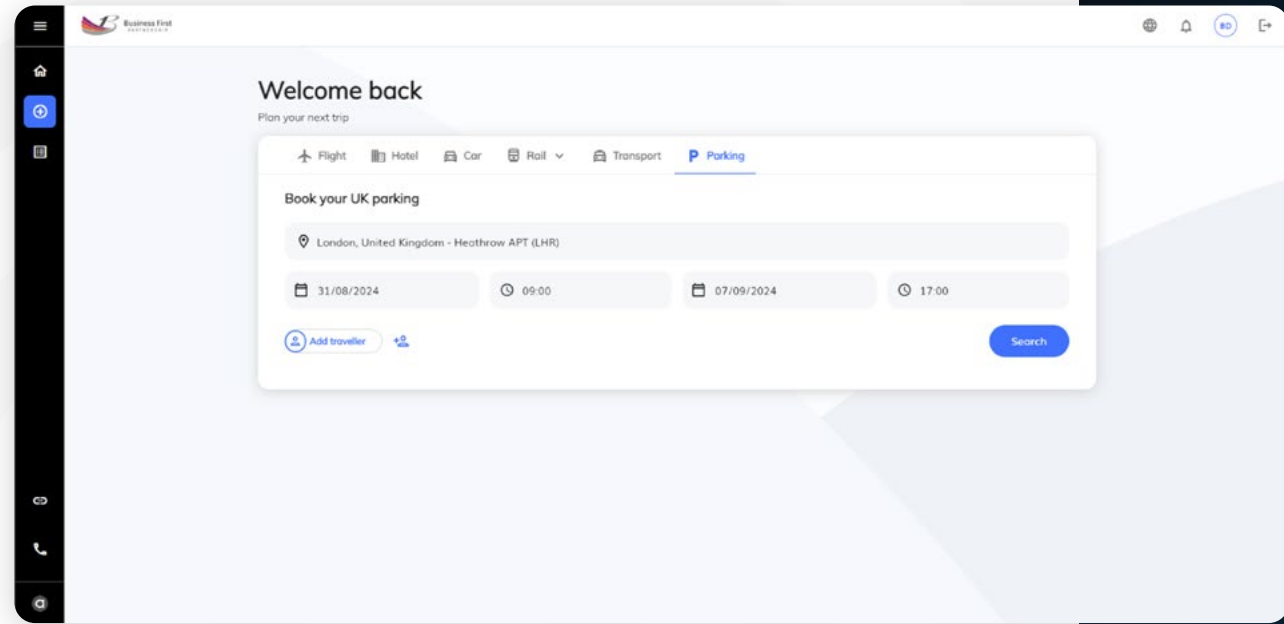 Business First
PARTNERSHIP
BD
Welcome back
Plan your next trip
Flight Hotel Car Rail Transport P Parking
Book your UK parking
London, United Kingdom - Heathrow APT (LHR)
31/08/2024 09:00 07/09/2024 17:00
Add traveller Search
a